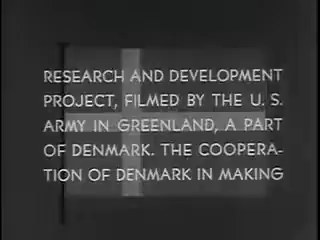 RESEARCH AND DEVELOPMENT
PROJECT, FILMED BY THE U. S.
ARMY IN GREENLAND, A PART
OF DENMARK. THE COOPERA-
TION OF DENMARK IN MAKING